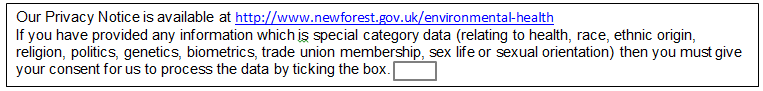 Our Privacy Notice is available at http://www.newforest.gov.uk/environmental-health
If you have provided any information which is special category data (relating to health, race, ethnic origin,
religion, politics, genetics, biometrics, trade union membership, sex life or sexual orientation) then you must give
your consent for us to process the data by ticking the box.